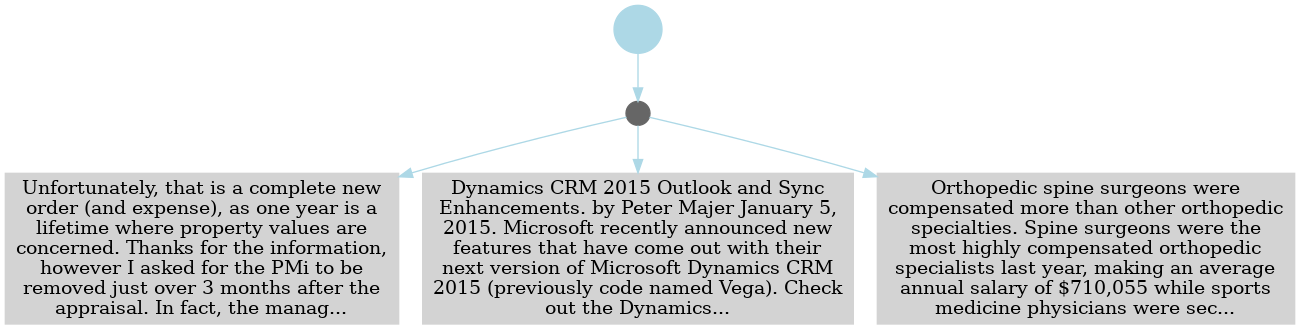 Unfortunately, that is a complete new
order (and expense), as one year is a
lifetime where property values are
concerned. Thanks for the information,
however I asked for the PMi to be
removed just over 3 months after the
appraisal. In fact, the manag...
Dynamics CRM 2015 Outlook and Sync
Enhancements. by Peter Majer January 5,
2015. Microsoft recently announced new
features that have come out with their
next version of Microsoft Dynamics CRM
2015 (previously code named Vega). Check
out the Dynamics...
Orthopedic spine surgeons were
compensated more than other orthopedic
specialties. Spine surgeons were the
most highly compensated orthopedic
specialists last year, making an average
annual salary of $710,055 while sports
medicine physicians were sec...